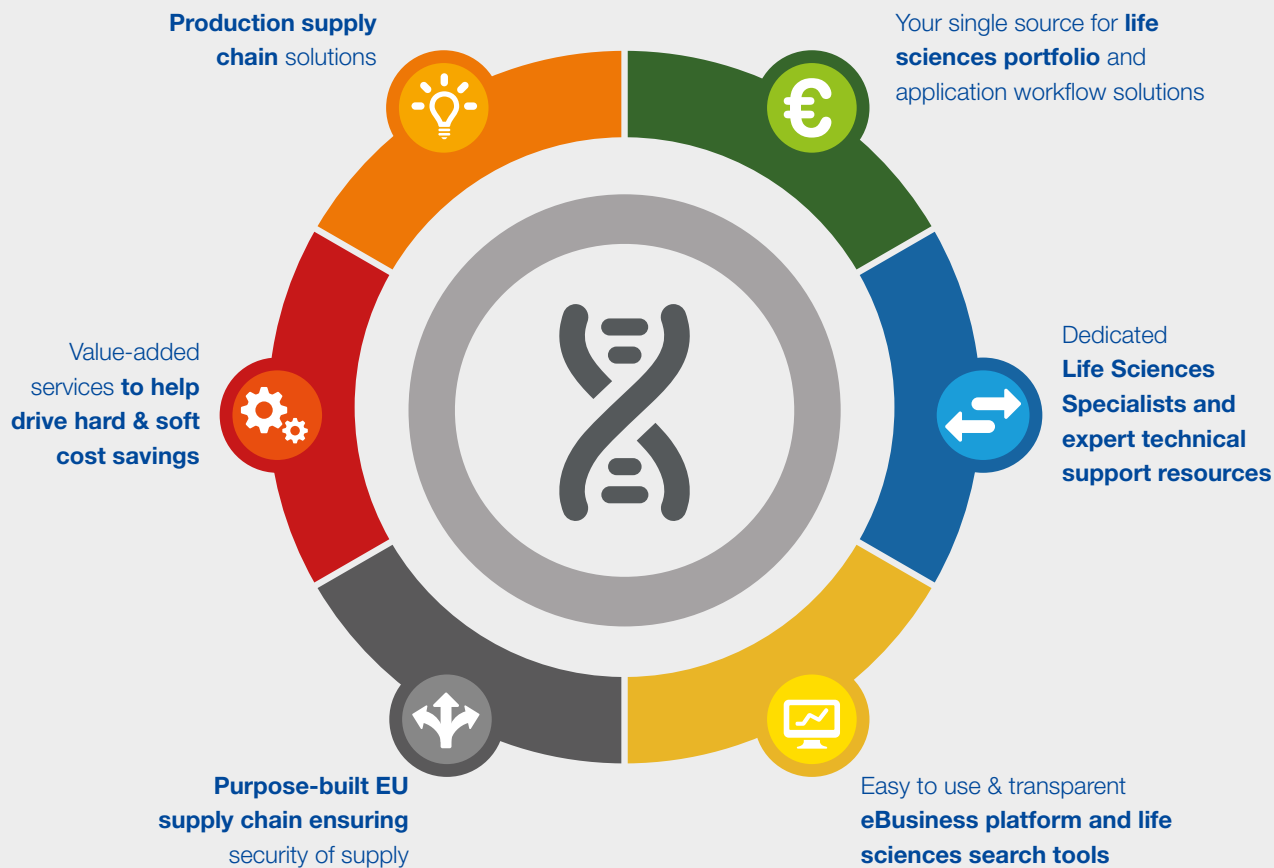 Production supply
chain solutions
Your single source for life
sciences portfolio and
application workflow solutions
Value-added
services to help
drive hard & soft
cost savings
Dedicated
Life Sciences
Specialists and
expert technical
support resources
Purpose-built EU
supply chain ensuring
security of supply
Easy to use & transparent
eBusiness platform and life
sciences search tools